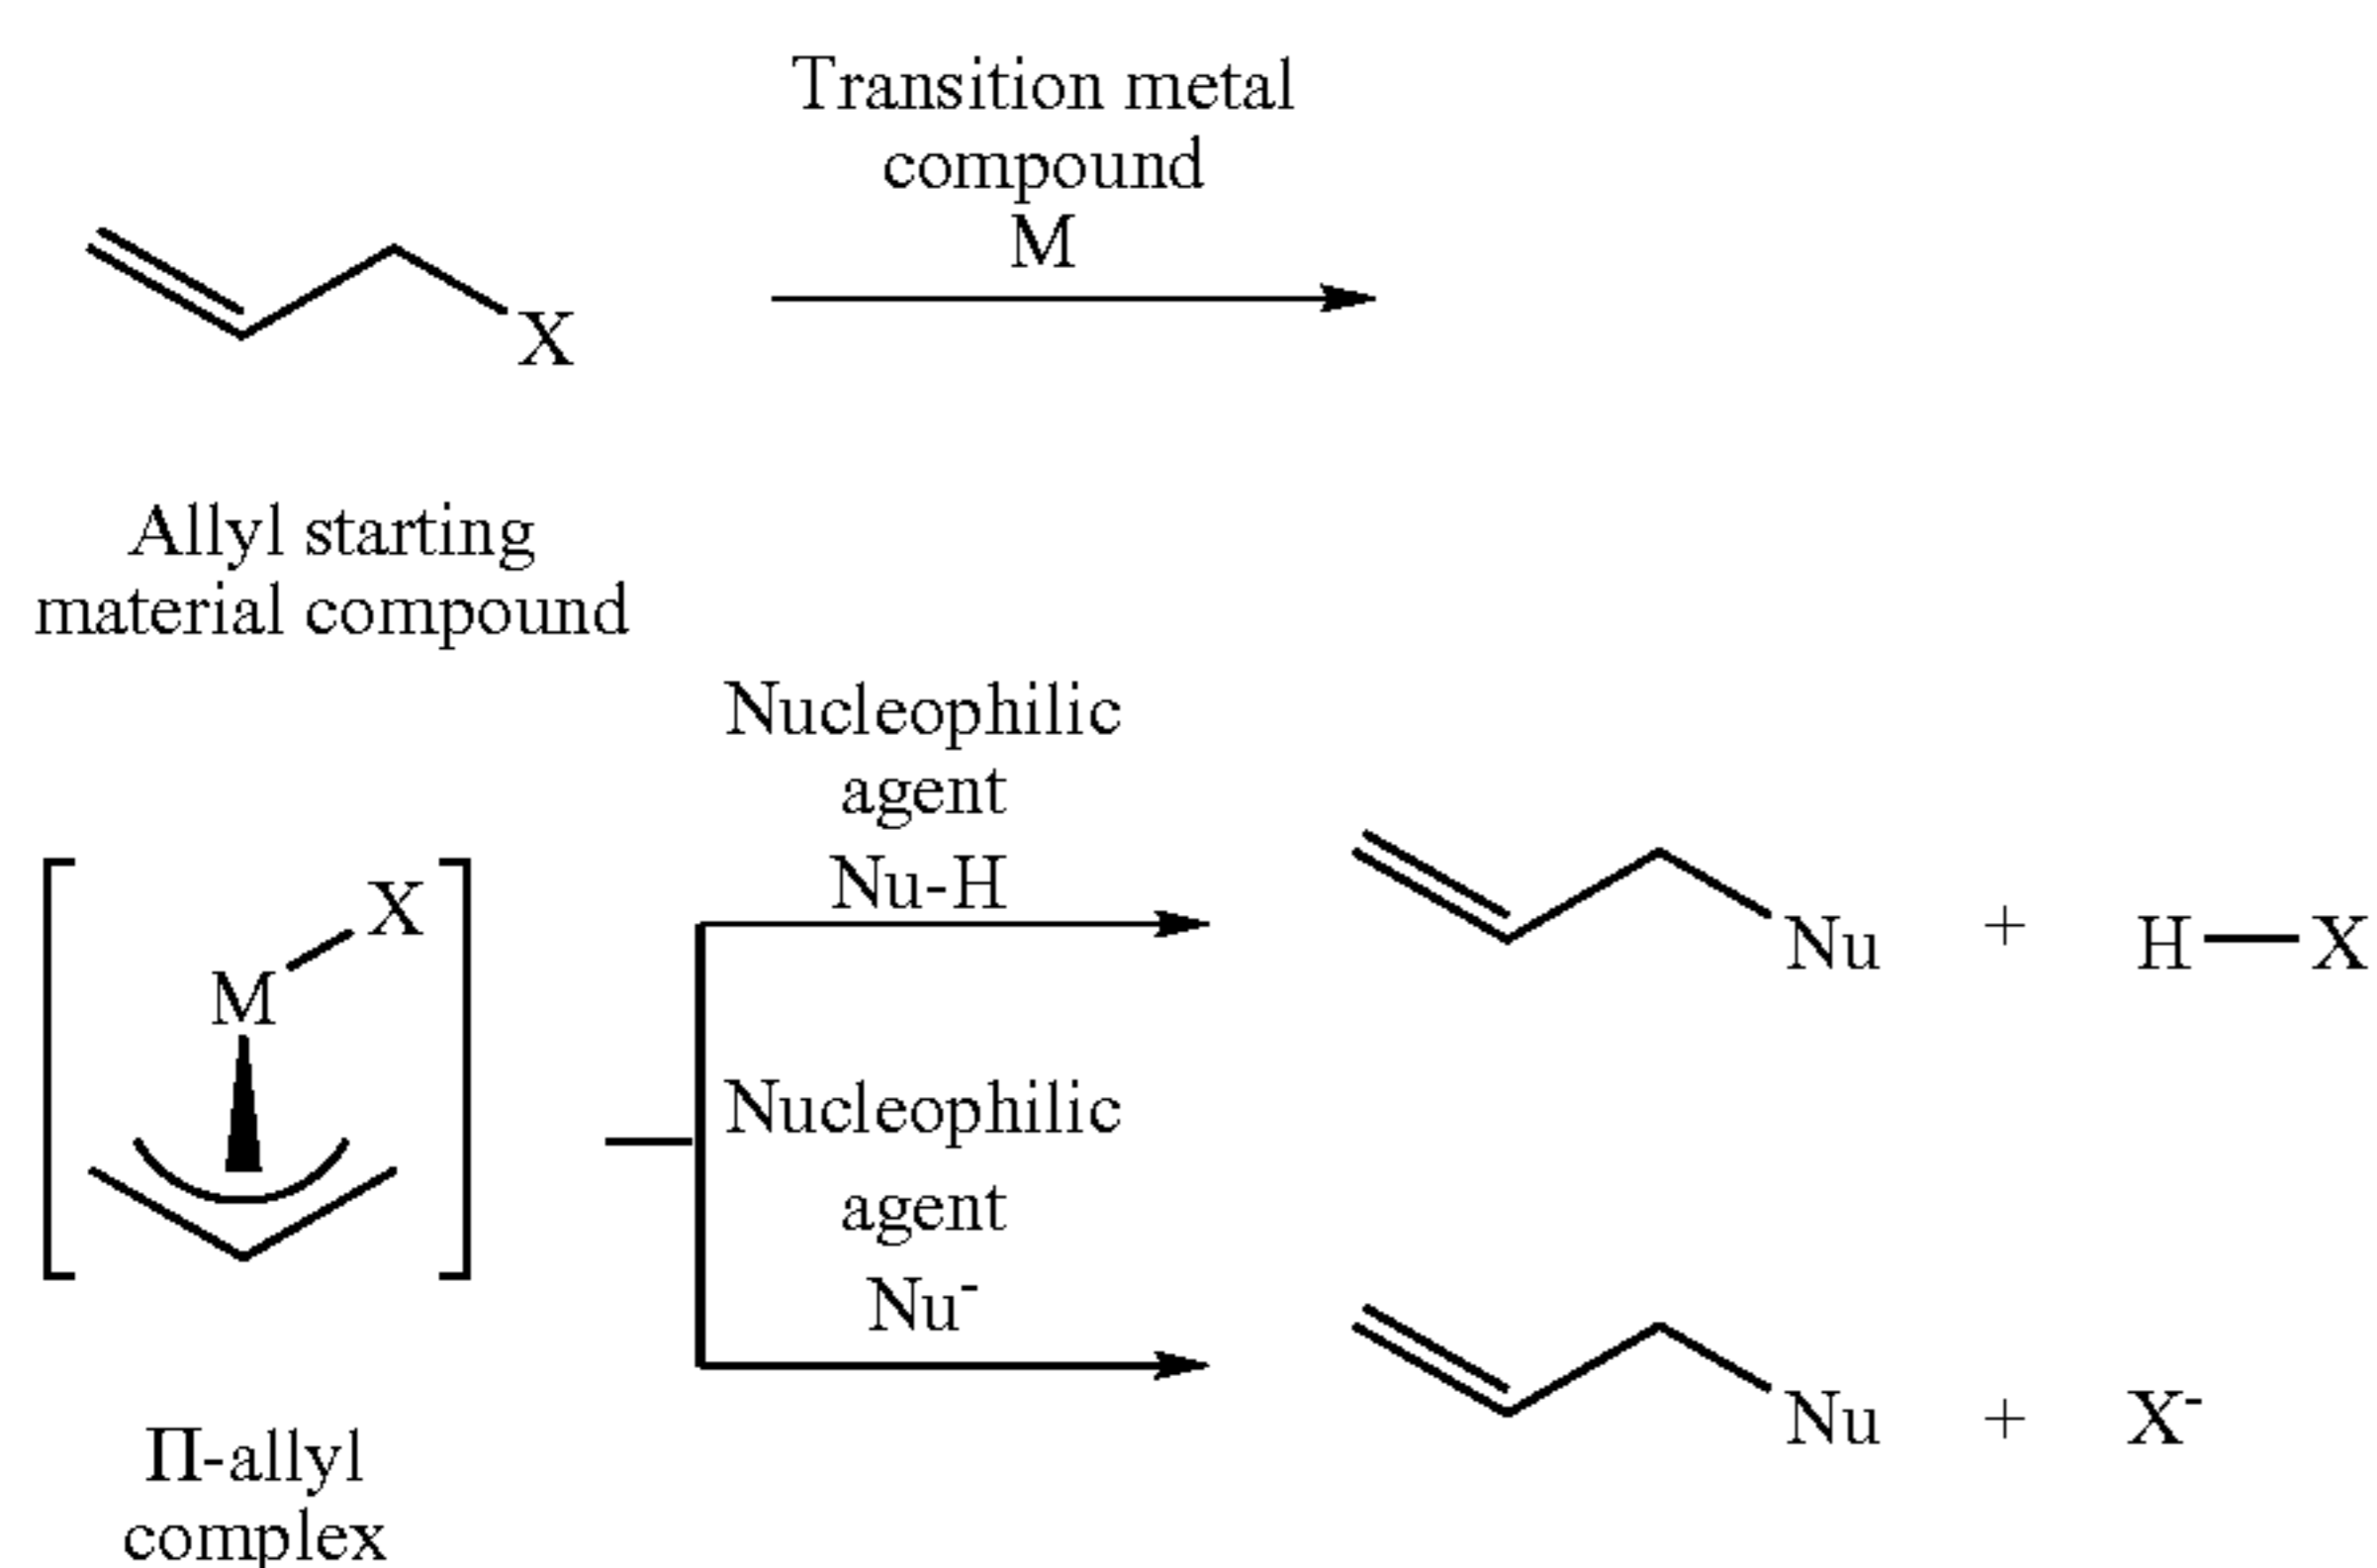 Transition metal
compound
M
X
Allyl starting
material compound
Nucleophilic
agent
Nu-H
X
M
Nu + H—X
Nucleophilic
agent
Nu⁻
Nu + X⁻
Π-allyl
complex